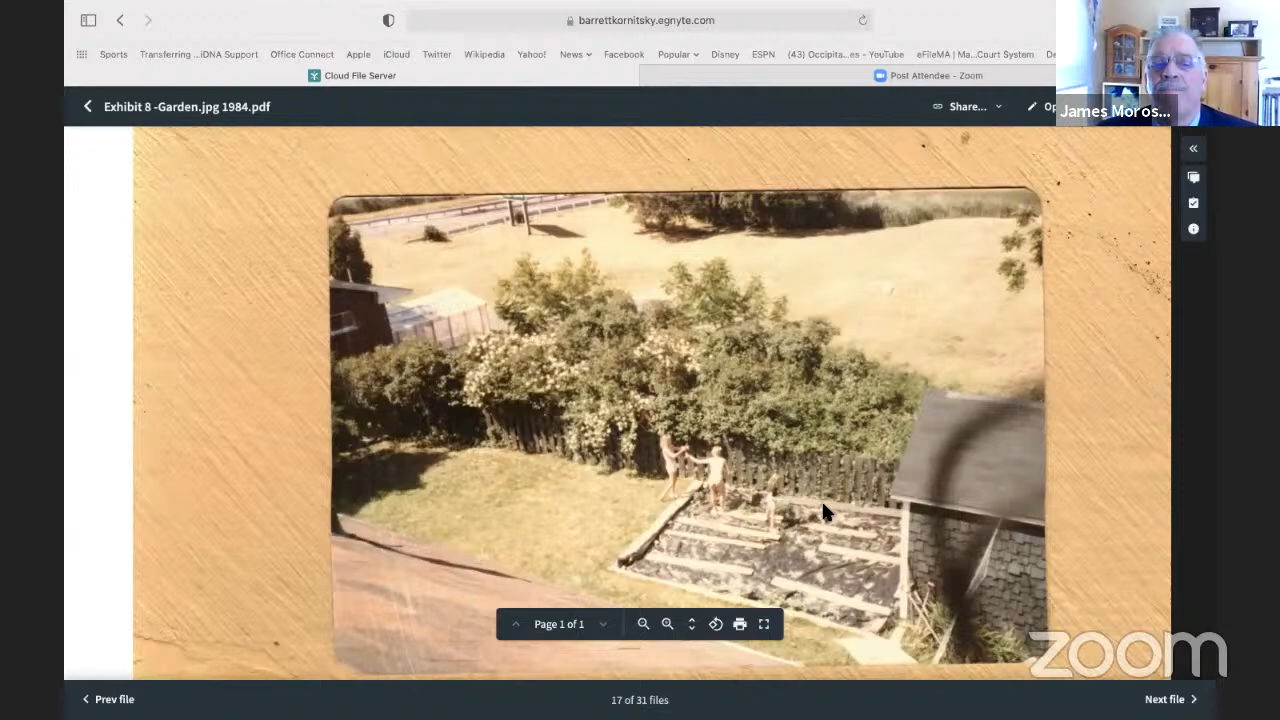 barrettkornitsky.egnyte.com
Sports Transferring ...iDNA Support Office Connect Apple iCloud Twitter Wikipedia Yahoo! News Facebook Popular Disney ESPN (43) Occipita...es – YouTube eFileMA | Ma...Court System De
Cloud File Server
Post Attendee - Zoom
Exhibit 8 -Garden.jpg 1984.pdf
Share...
Op
James Moros...
Page 1 of 1
zoom
Prev file
17 of 31 files
Next file